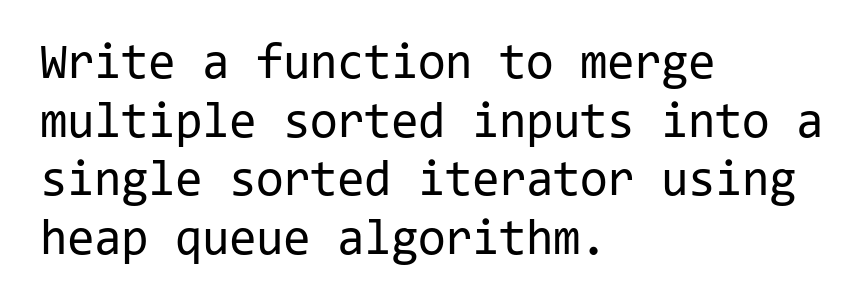 Write a function to merge
multiple sorted inputs into a
single sorted iterator using
heap queue algorithm.